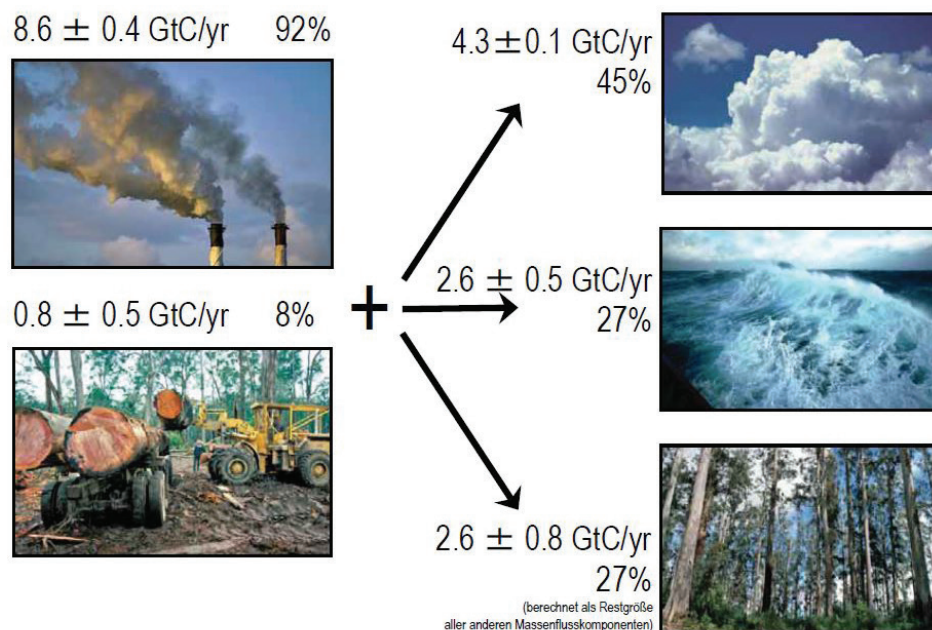 8.6 ± 0.4 GtC/yr 92%
0.8 ± 0.5 GtC/yr 8%
+
4.3±0.1 GtC/yr
45%
2.6 ± 0.5 GtC/yr
27%
2.6 ± 0.8 GtC/yr
27%
(berechnet als Restgröße
aller anderen Massenflusskomponenten)